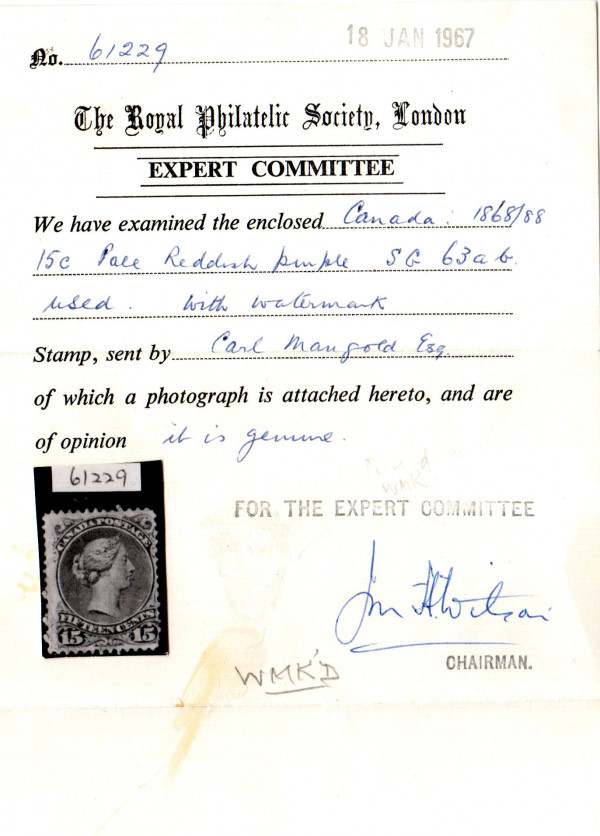 No. 61229
18 JAN 1967
The Royal Philatelic Society, London
EXPERT COMMITTEE
We have examined the enclosed Canada: 1868/88
15c Pale Reddish purple SG 63ab.
used. With watermark
Stamp, sent by Carl Mangold Esq.
of which a photograph is attached hereto, and are
of opinion it is genuine.
61229
CANADA POSTAGE
FIFTEEN CENTS
15 15
FOR THE EXPERT COMMITTEE
CHAIRMAN.
WMK'D